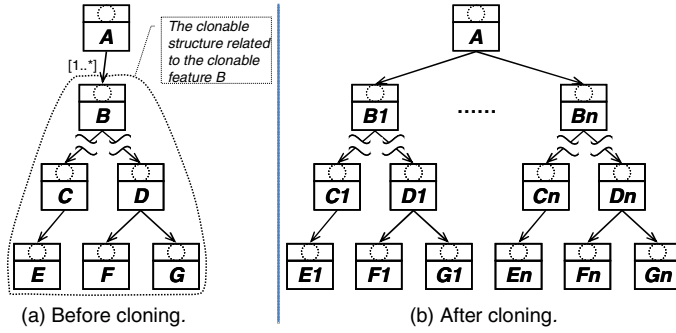 A
[1..*]
The clonable
structure related
to the clonable
feature B
B
C
D
E
F
G
(a) Before cloning.
A
B1
......
Bn
C1
D1
Cn
Dn
E1
F1
G1
En
Fn
Gn
(b) After cloning.